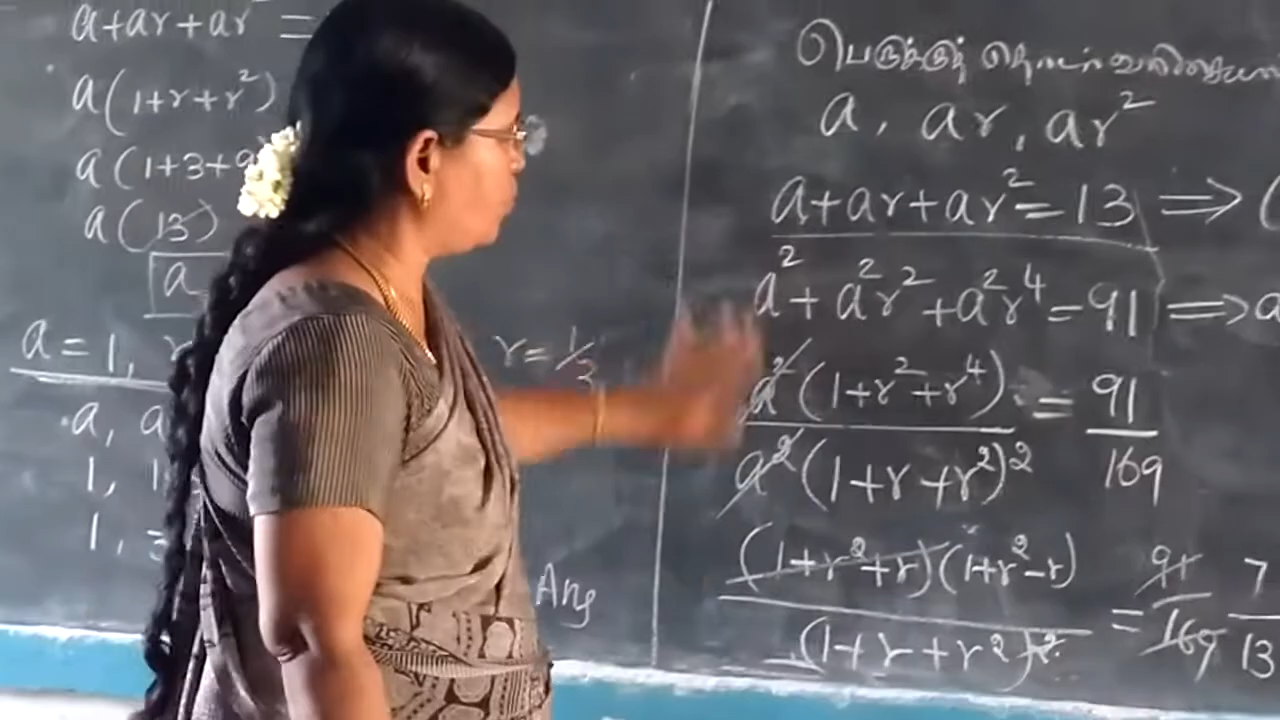 a+ar+ar² =
a(1+r+r²)
a(1+3+9
a(13)
a
a=1, r
r=1/3
a, a
1, 1
1, 3
Ans
பெருக்குத் தொடர்வரிசை
a, ar, ar²
a+ar+ar²=13 ⇒ (
a²+a²r²+a²r⁴=91 ⇒ a
a²(1+r²+r⁴) / a²(1+r+r²)² = 91/169
(1+r²+r)(1+r²-r) / (1+r+r²)² = 91/169 7/13